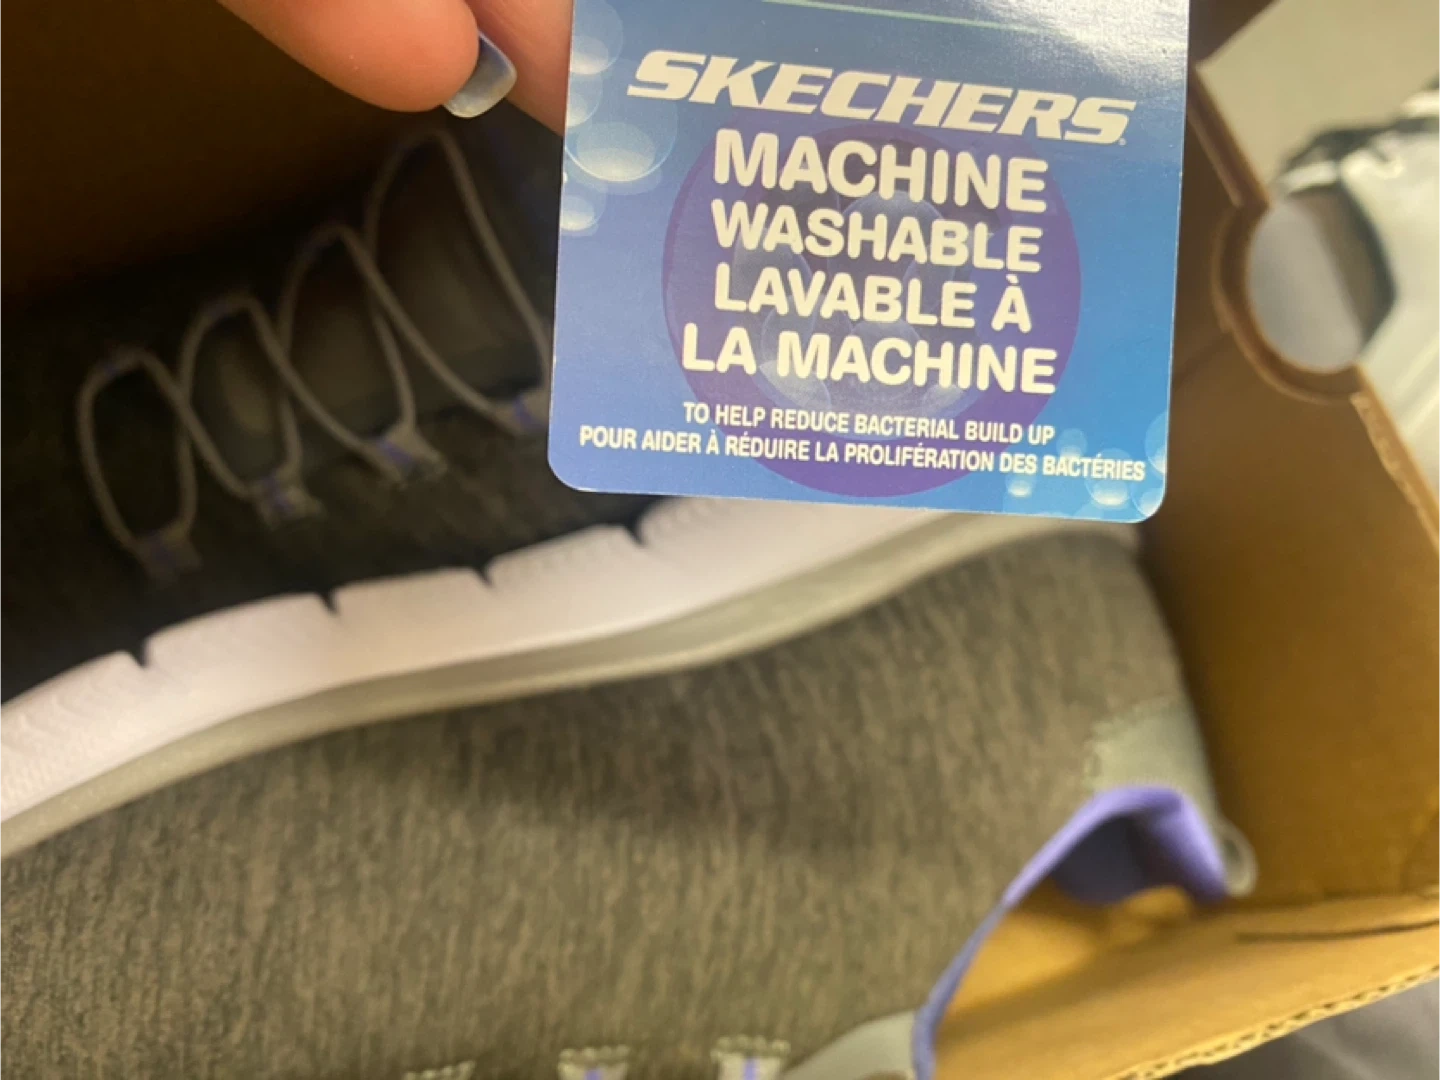 SKECHERS
MACHINE
WASHABLE
LAVABLE À
LA MACHINE
TO HELP REDUCE BACTERIAL BUILD UP
POUR AIDER À RÉDUIRE LA PROLIFÉRATION DES BACTÉRIES